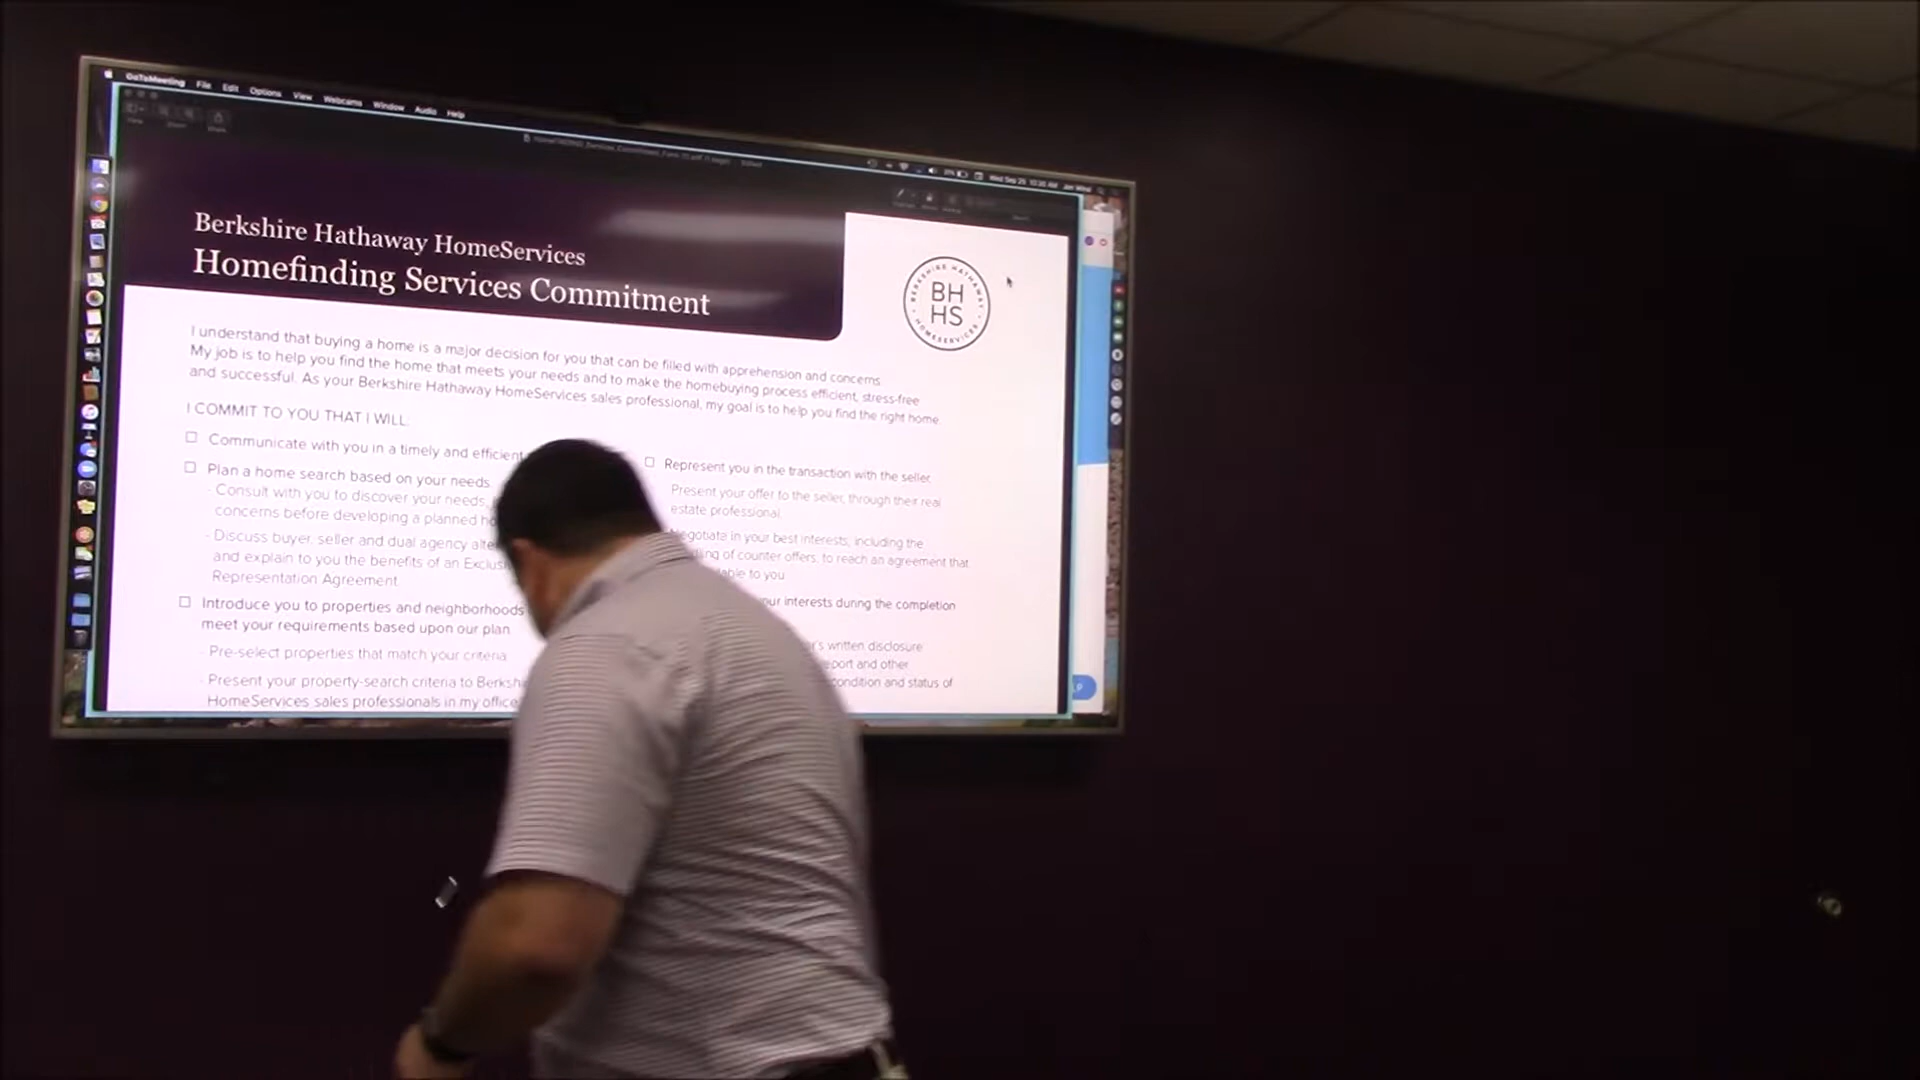 GoToMeeting File Edit Options View Webcams Window Audio Help
Berkshire Hathaway HomeServices
Homefinding Services Commitment
BERKSHIRE HATHAWAY
BH
HS
HOMESERVICES
I understand that buying a home is a major decision for you that can be filled with apprehension and concerns.
My job is to help you find the home that meets your needs and to make the homebuying process efficient, stress-free
and successful. As your Berkshire Hathaway HomeServices sales professional, my goal is to help you find the right home.
I COMMIT TO YOU THAT I WILL:
Communicate with you in a timely and efficient
Plan a home search based on your needs.
- Consult with you to discover your needs,
concerns before developing a planned
- Discuss buyer, seller and dual agency
and explain to you the benefits of an
Representation Agreement
Introduce you to properties and neighborhoods
meet your requirements based upon our plan.
- Pre-select properties that match your criteria
- Present your property-search criteria to
HomeServices sales professionals in my office
Represent you in the transaction with the seller.
Present your offer to the seller, through their real
estate professional.
Negotiate in your best interests, including the
of counter offers, to reach an agreement that
to you
interests during the completion
written disclosure
and other
condition and status of